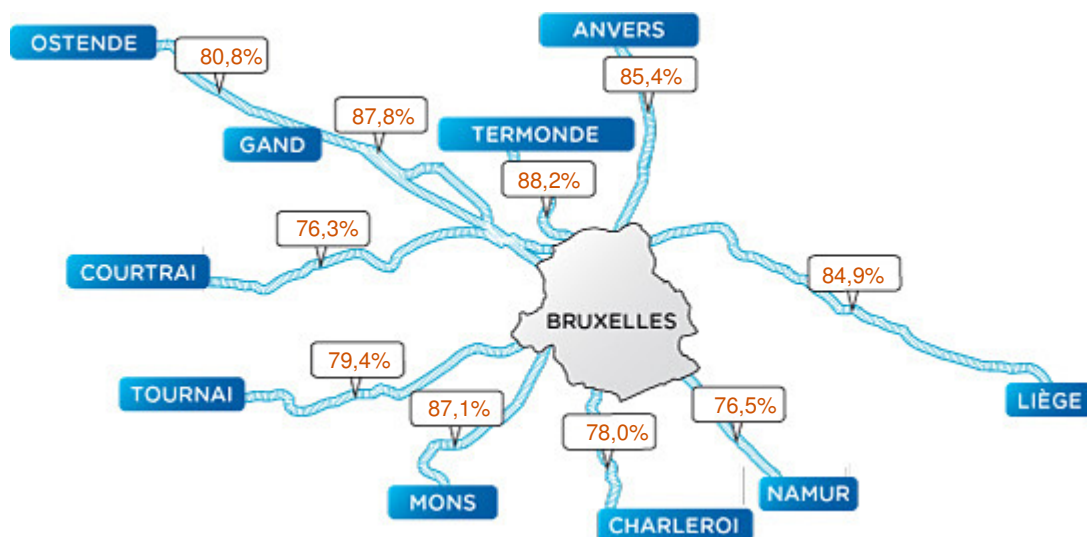 ANVERS
OSTENDE
80,8%
85,4%
87,8%
TERMONDE
GAND
88,2%
76,3%
COURTRAI
84,9%
BRUXELLES
79,4%
TOURNAI
87,1%
76,5%
LIÈGE
78,0%
MONS
NAMUR
CHARLEROI